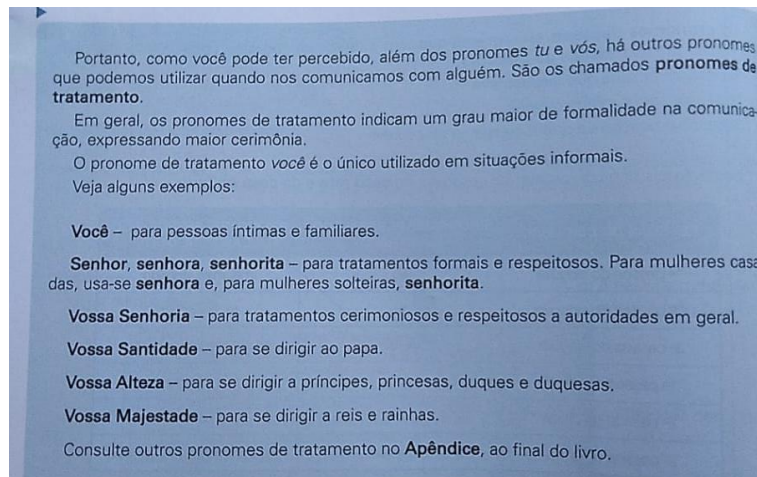 Portanto, como você pode ter percebido, além dos pronomes tu e vós, há outros pronomes
que podemos utilizar quando nos comunicamos com alguém. São os chamados pronomes de
tratamento.
Em geral, os pronomes de tratamento indicam um grau maior de formalidade na comunica-
ção, expressando maior cerimônia.
O pronome de tratamento você é o único utilizado em situações informais.
Veja alguns exemplos:
Você – para pessoas íntimas e familiares.
Senhor, senhora, senhorita – para tratamentos formais e respeitosos. Para mulheres casa
das, usa-se senhora e, para mulheres solteiras, senhorita.
Vossa Senhoria – para tratamentos cerimoniosos e respeitosos a autoridades em geral.
Vossa Santidade – para se dirigir ao papa.
Vossa Alteza – para se dirigir a príncipes, princesas, duques e duquesas.
Vossa Majestade – para se dirigir a reis e rainhas.
Consulte outros pronomes de tratamento no Apêndice, ao final do livro.